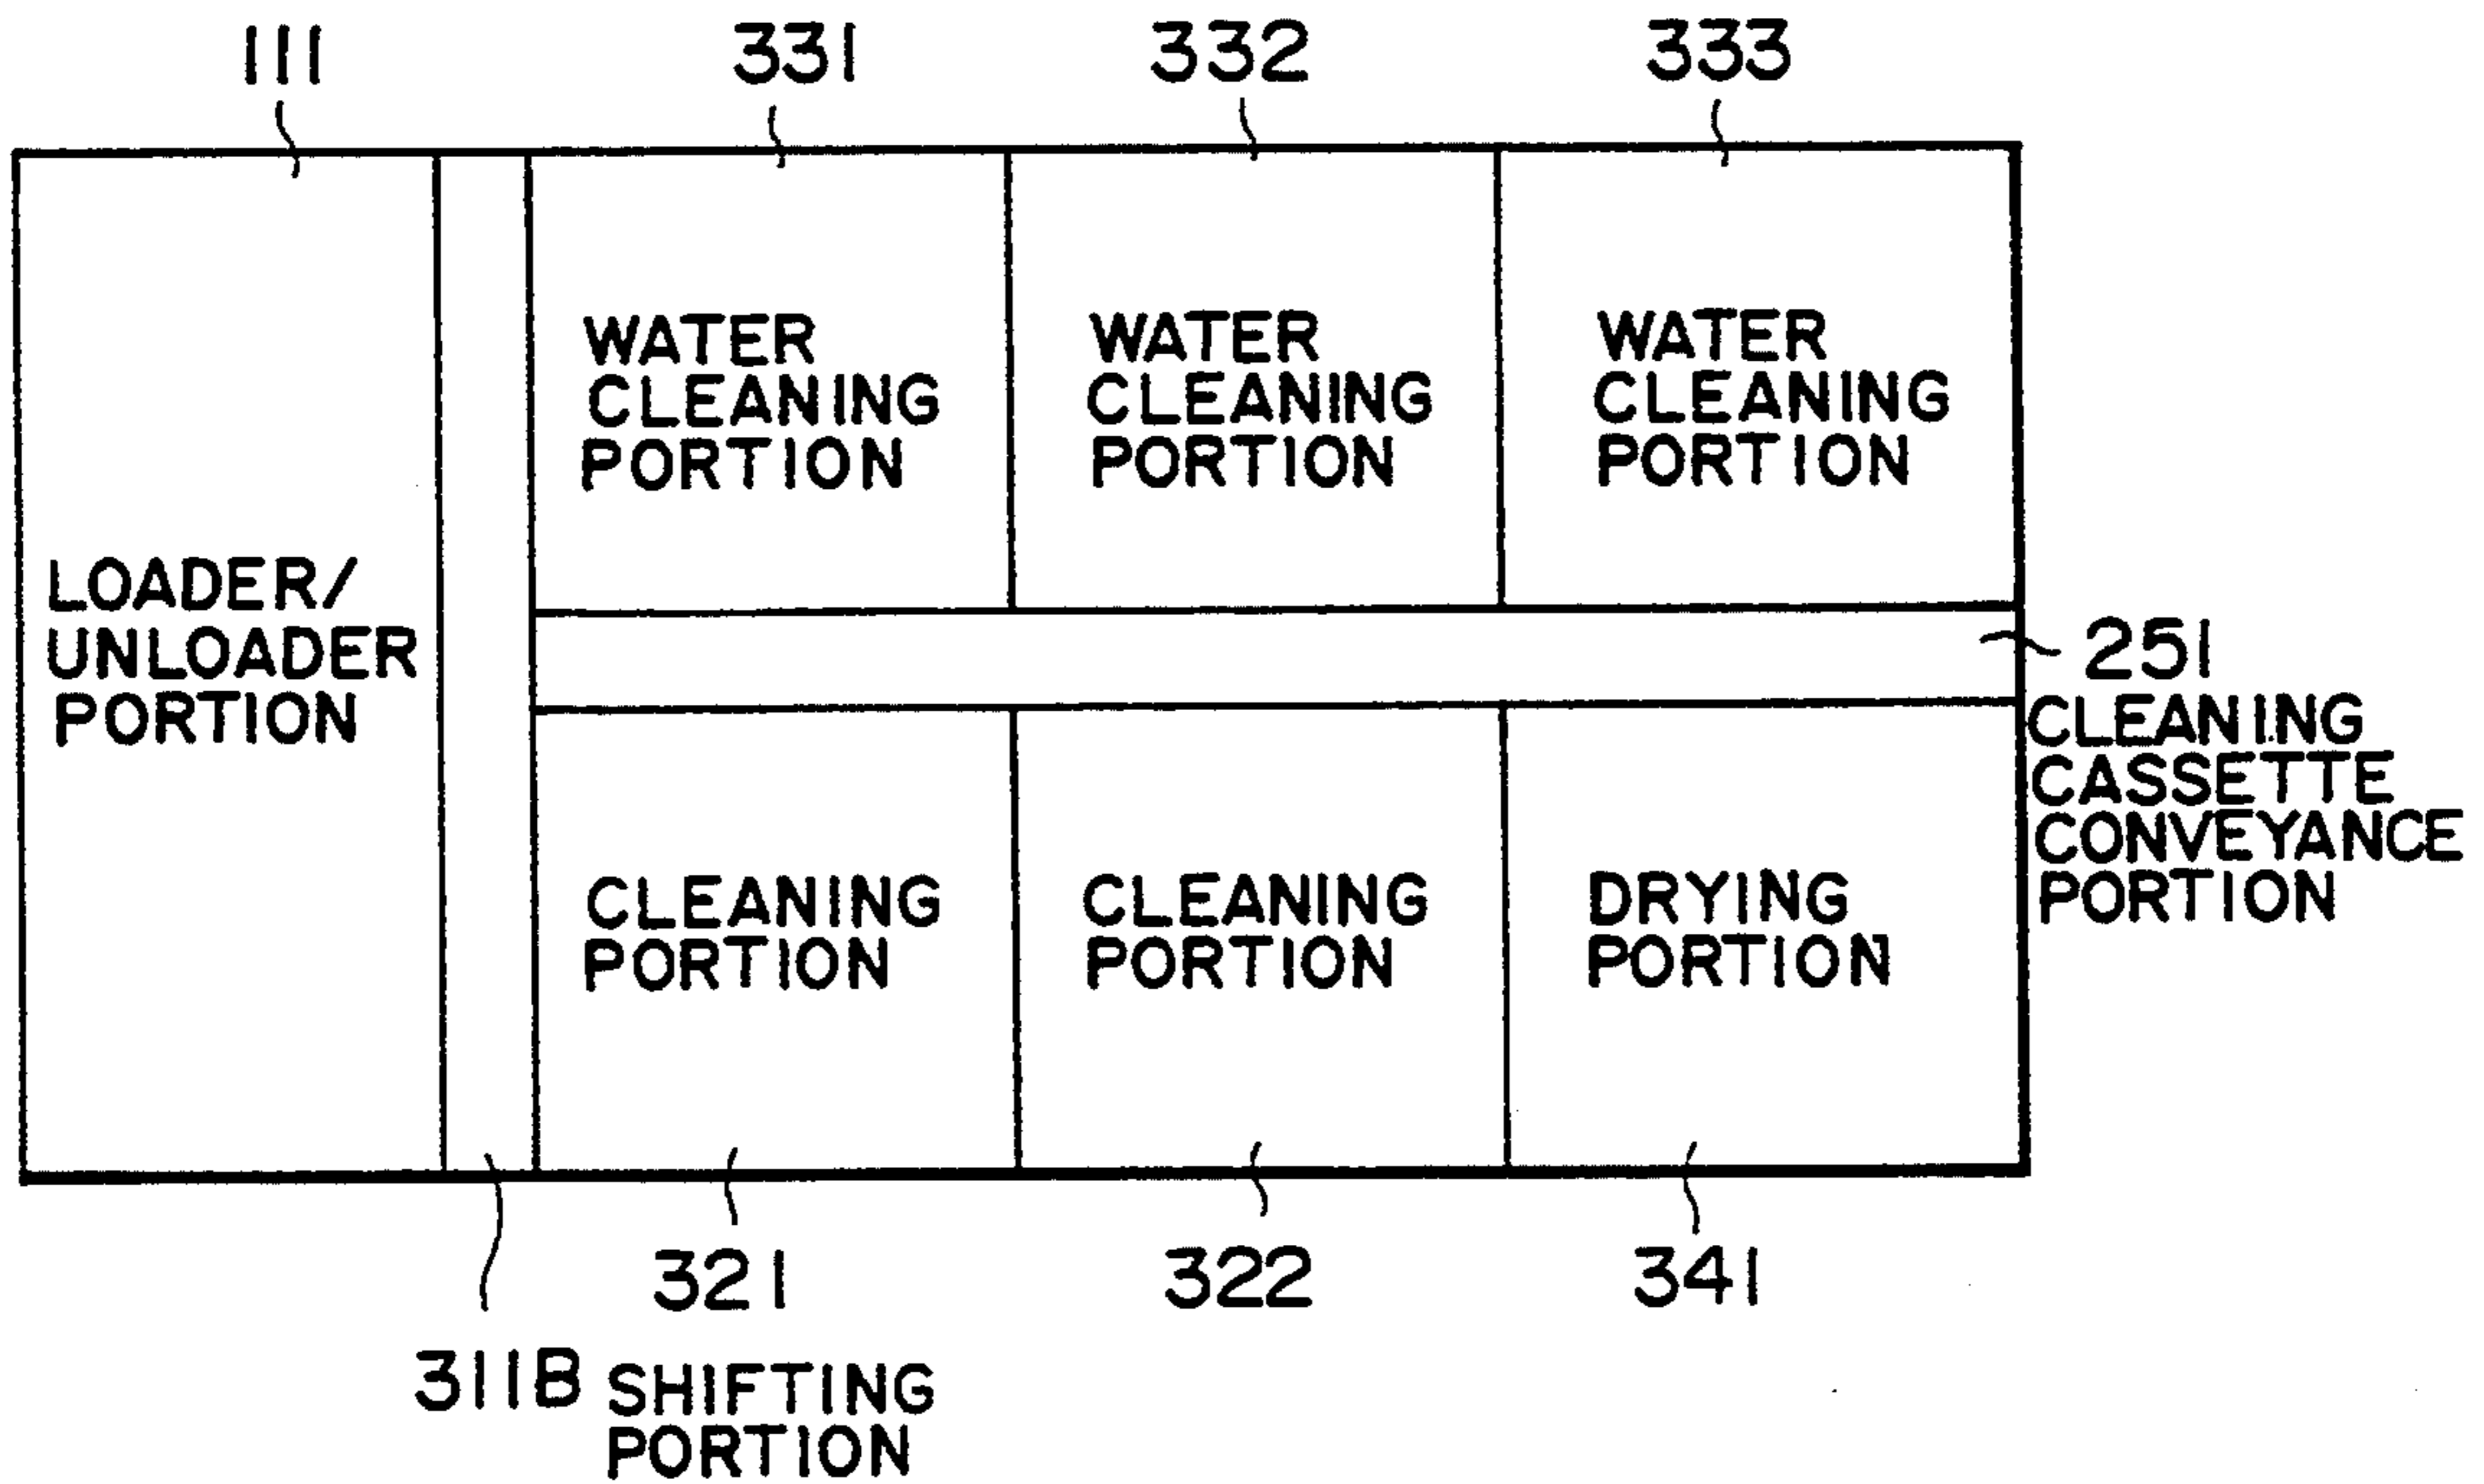 111
331
332
333
WATER
CLEANING
PORTION
WATER
CLEANING
PORTION
WATER
CLEANING
PORTION
LOADER/
UNLOADER
PORTION
251
CLEANING
CASSETTE
CONVEYANCE
PORTION
CLEANING
PORTION
CLEANING
PORTION
DRYING
PORTION
321
322
341
311B SHIFTING
PORTION